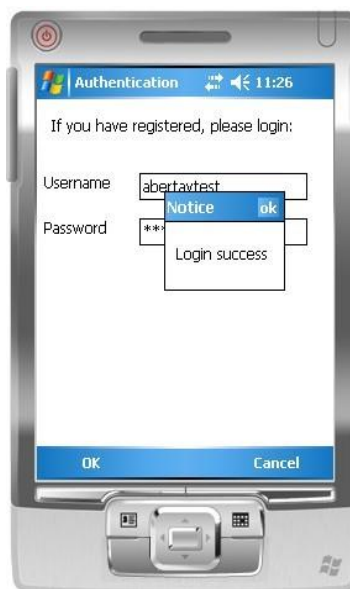 Authentication 11:26
If you have registered, please login:
Username abertaytest
Notice ok
Password ***
Login success
OK Cancel